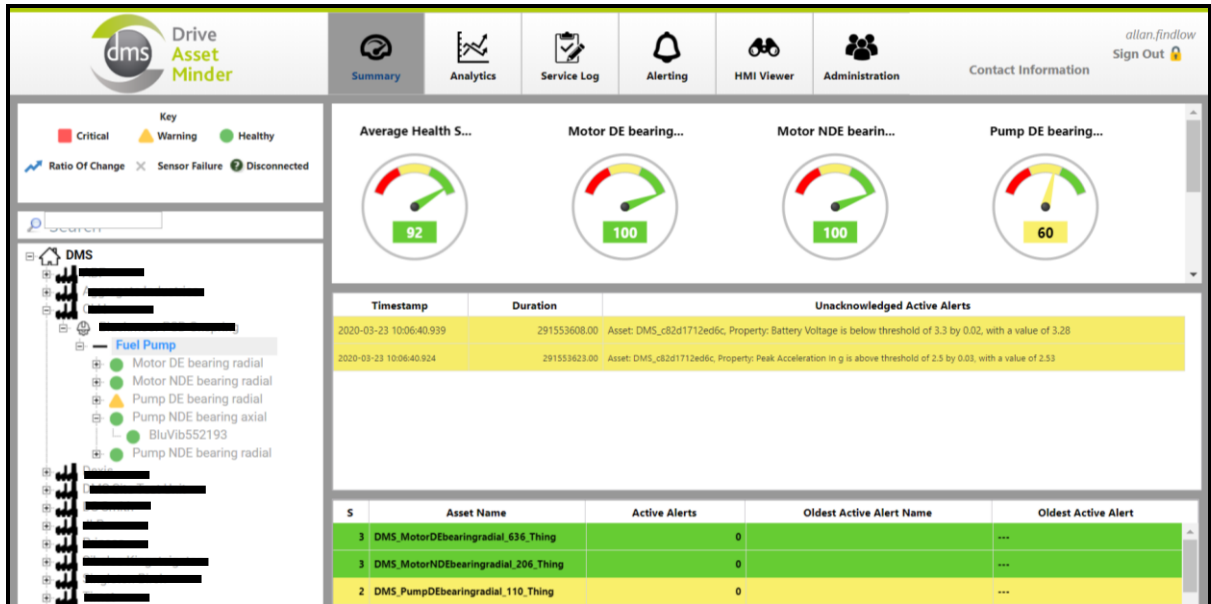 dms
Drive
Asset
Minder
Summary
Analytics
Service Log
Alerting
HMI Viewer
Administration
Contact Information
allan.findlow
Sign Out
Key
Critical Warning Healthy
Ratio Of Change Sensor Failure Disconnected
Search
DMS
Fuel Pump
Motor DE bearing radial
Motor NDE bearing radial
Pump DE bearing radial
Pump NDE bearing axial
BluVib552193
Pump NDE bearing radial
Average Health S... Motor DE bearing... Motor NDE bearin... Pump DE bearing...
92 100 100 60
Timestamp Duration Unacknowledged Active Alerts
2020-03-23 10:06:40.939 291553608.00 Asset: DMS_c82d1712ed6c, Property: Battery Voltage is below threshold of 3.3 by 0.02, with a value of 3.28
2020-03-23 10:06:40.924 291553623.00 Asset: DMS_c82d1712ed6c, Property: Peak Acceleration in g is above threshold of 2.5 by 0.03, with a value of 2.53
S Asset Name Active Alerts Oldest Active Alert Name Oldest Active Alert
3 DMS_MotorDEbearingradial_636_Thing 0 ---
3 DMS_MotorNDEbearingradial_206_Thing 0 ---
2 DMS_PumpDEbearingradial_110_Thing 0 ---